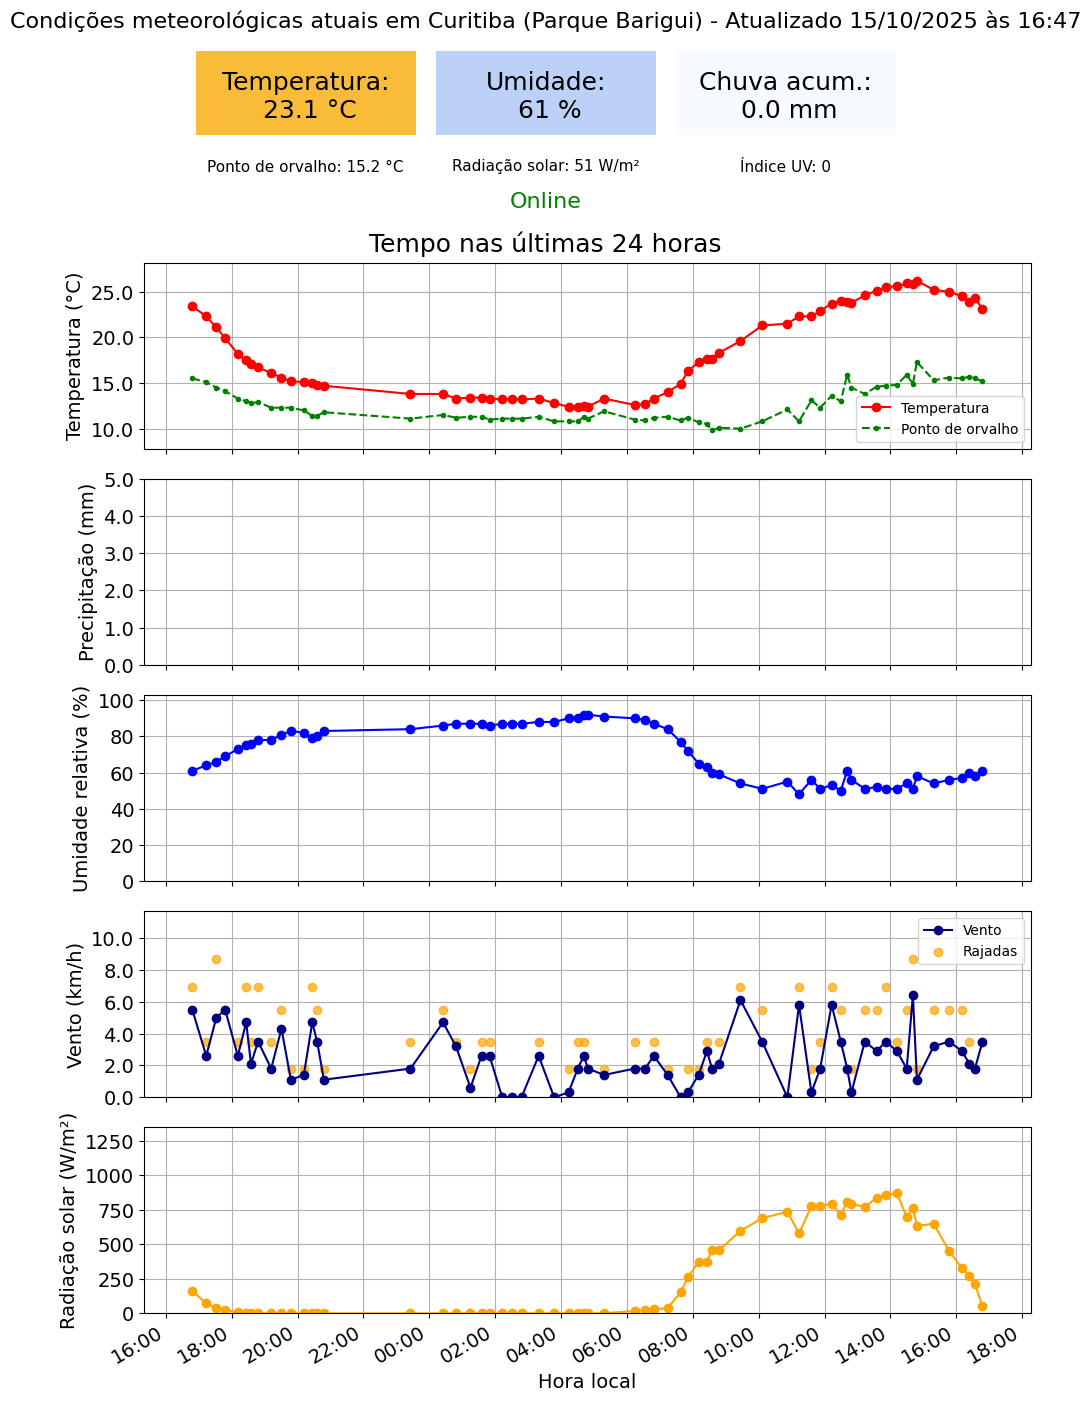 Condições meteorológicas atuais em Curitiba (Parque Barigui) - Atualizado 15/10/2025 às 16:47
Temperatura:
23.1 °C
Umidade:
61 %
Chuva acum.:
0.0 mm
Ponto de orvalho: 15.2 °C
Radiação solar: 51 W/m²
Índice UV: 0
Online
Tempo nas últimas 24 horas
Temperatura (°C)
25.0
20.0
15.0
10.0
Temperatura
Ponto de orvalho
Precipitação (mm)
5.0
4.0
3.0
2.0
1.0
0.0
Umidade relativa (%)
100
80
60
40
20
0
Vento (km/h)
10.0
8.0
6.0
4.0
2.0
0.0
Vento
Rajadas
Radiação solar (W/m²)
1250
1000
750
500
250
0
16:00
18:00
20:00
22:00
00:00
02:00
04:00
06:00
08:00
10:00
12:00
14:00
16:00
18:00
Hora local